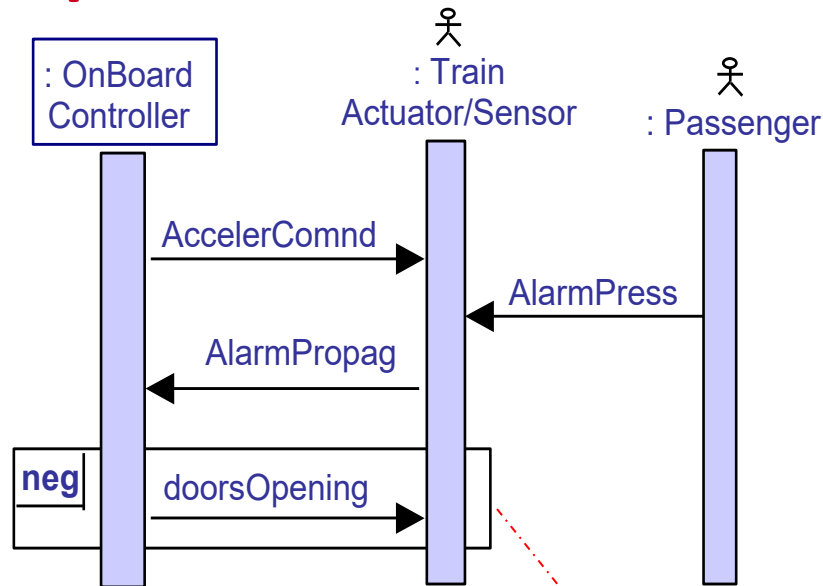 : OnBoard
Controller
: Train
Actuator/Sensor
: Passenger
AccelerComnd
AlarmPress
AlarmPropag
neg
doorsOpening